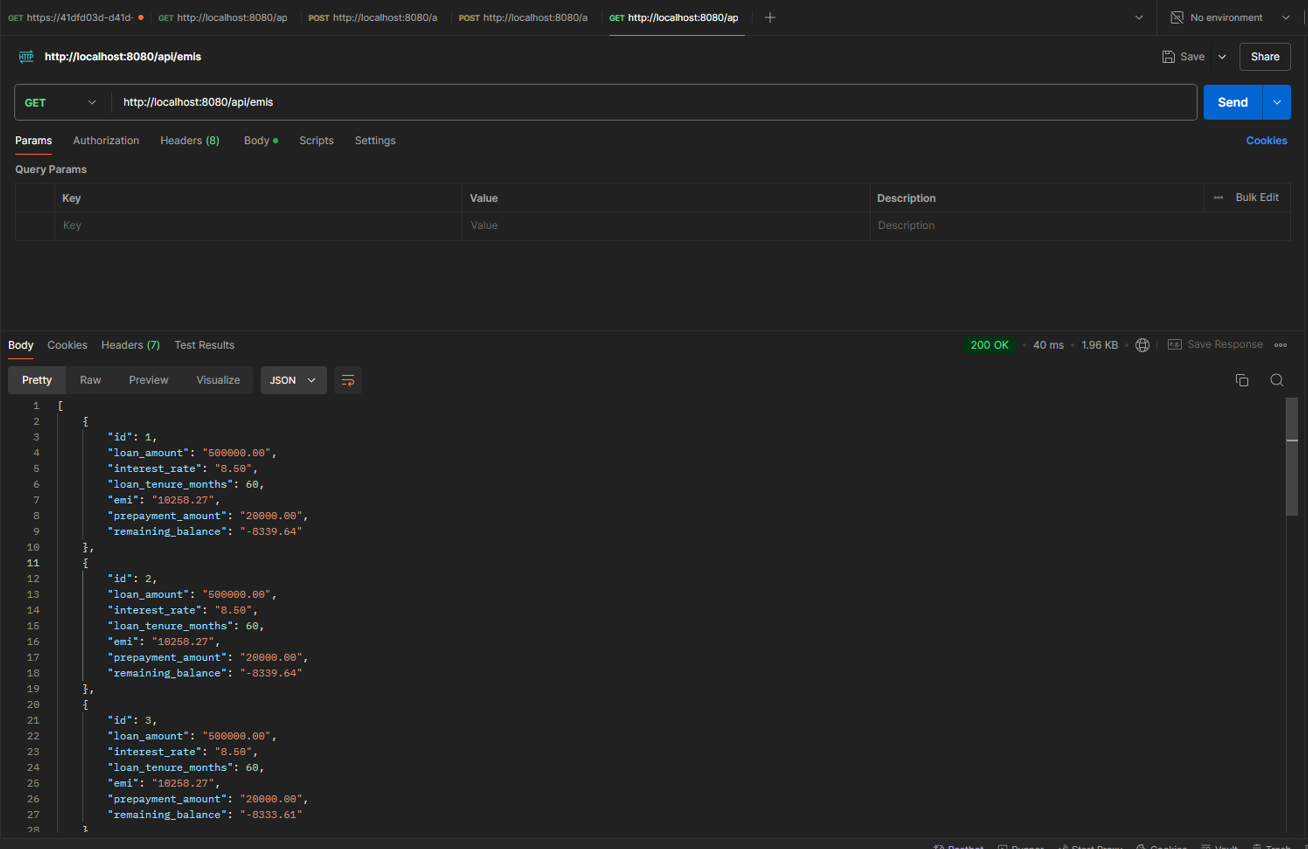 GET https://41dfd03d-d41d- GET http://localhost:8080/ap POST http://localhost:8080/a POST http://localhost:8080/a GET http://localhost:8080/ap No environment
HTTP http://localhost:8080/api/emis Save Share
GET http://localhost:8080/api/emis Send
Params Authorization Headers (8) Body Scripts Settings Cookies
Query Params
Key Value Description Bulk Edit
Key Value Description
Body Cookies Headers (7) Test Results 200 OK 40 ms 1.96 KB Save Response
Pretty Raw Preview Visualize JSON
1 [
2 {
3 "id": 1,
4 "loan_amount": "500000.00",
5 "interest_rate": "8.50",
6 "loan_tenure_months": 60,
7 "emi": "10258.27",
8 "prepayment_amount": "20000.00",
9 "remaining_balance": "-8339.64"
10 },
11 {
12 "id": 2,
13 "loan_amount": "500000.00",
14 "interest_rate": "8.50",
15 "loan_tenure_months": 60,
16 "emi": "10258.27",
17 "prepayment_amount": "20000.00",
18 "remaining_balance": "-8339.64"
19 },
20 {
21 "id": 3,
22 "loan_amount": "500000.00",
23 "interest_rate": "8.50",
24 "loan_tenure_months": 60,
25 "emi": "10258.27",
26 "prepayment_amount": "20000.00",
27 "remaining_balance": "-8333.61"
28 }
Postbot Runner Start Proxy Cookies Vault Trash